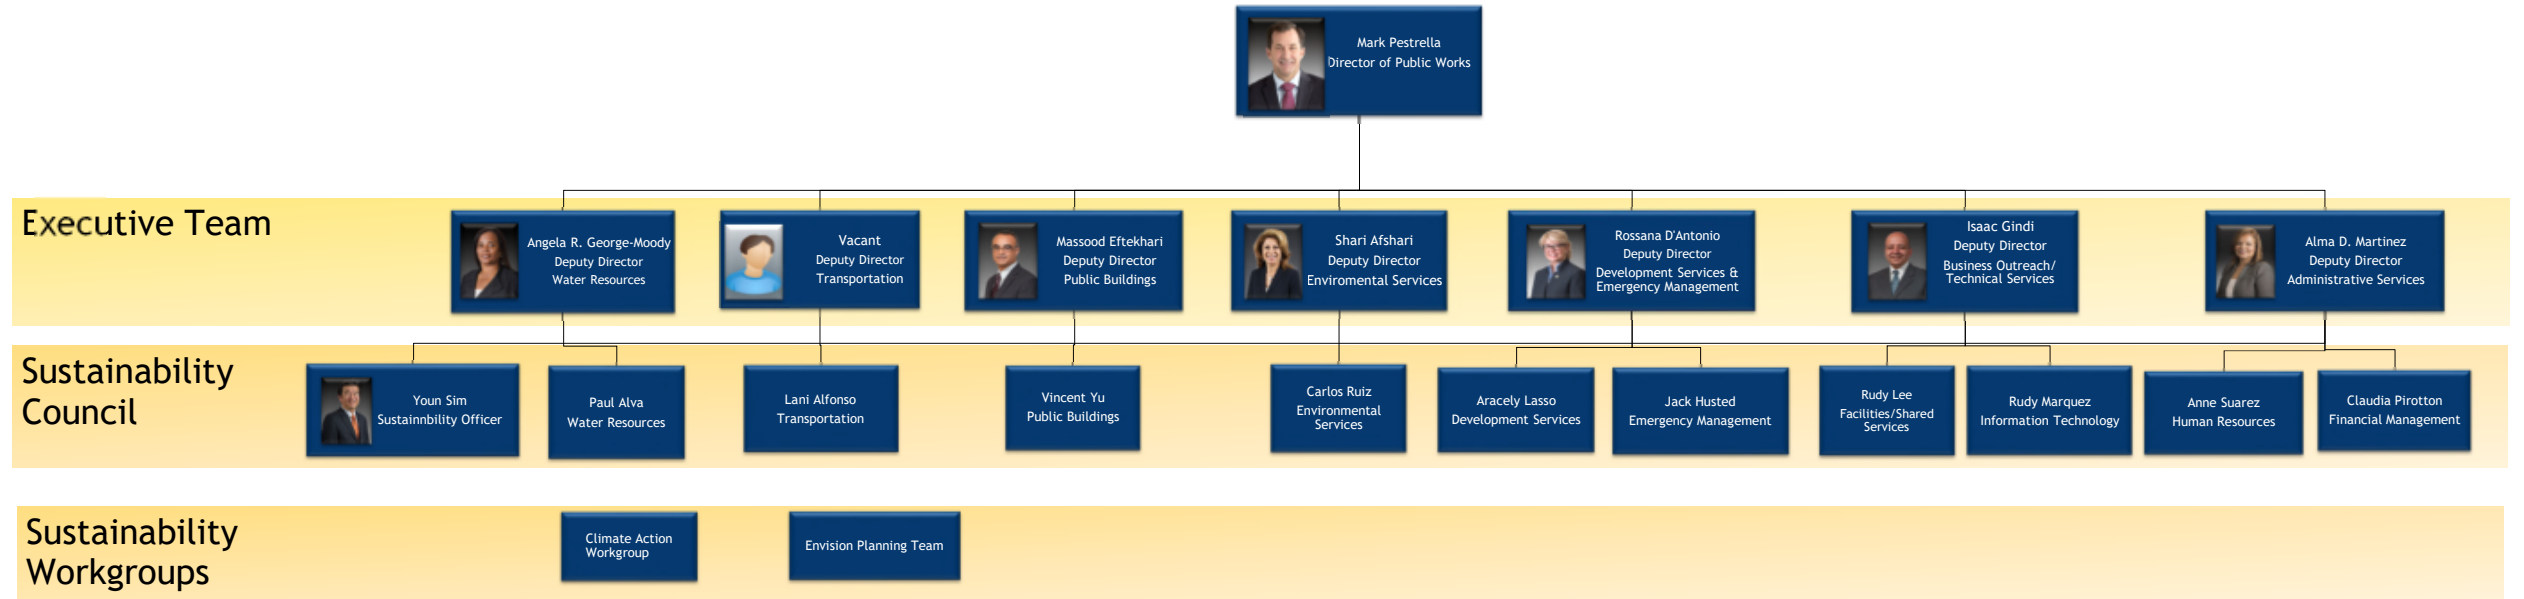 Mark Pestrella
Director of Public Works
Executive Team
Angela R. George-Moody
Deputy Director
Water Resources
Vacant
Deputy Director
Transportation
Massood Eftekhari
Deputy Director
Public Buildings
Shari Afshari
Deputy Director
Enviromental Services
Rossana D'Antonio
Deputy Director
Development Services &
Emergency Management
Isaac Gindi
Deputy Director
Business Outreach/
Technical Services
Alma D. Martinez
Deputy Director
Administrative Services
Sustainability
Council
Youn Sim
Sustainnbility Officer
Paul Alva
Water Resources
Lani Alfonso
Transportation
Vincent Yu
Public Buildings
Carlos Ruiz
Environmental
Services
Aracely Lasso
Development Services
Jack Husted
Emergency Management
Rudy Lee
Facilities/Shared
Services
Rudy Marquez
Information Technology
Anne Suarez
Human Resources
Claudia Pirotton
Financial Management
Sustainability
Workgroups
Climate Action
Workgroup
Envision Planning Team